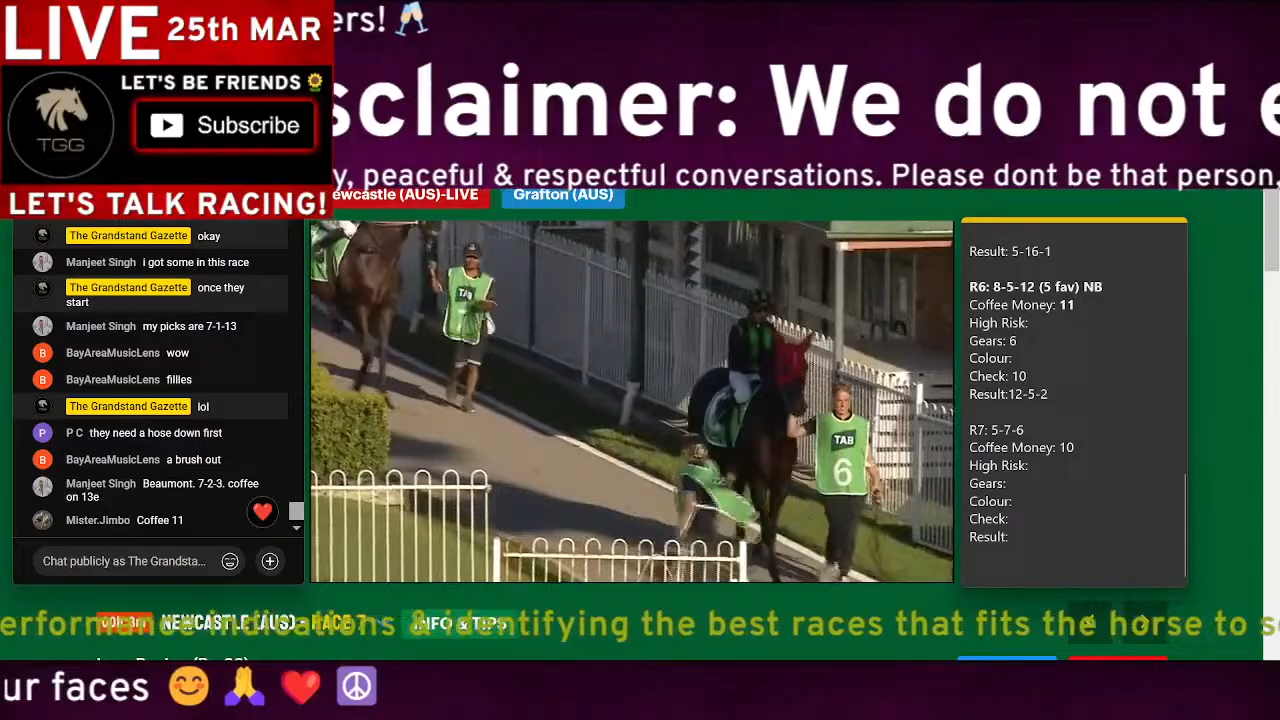 LIVE 25th MAR
ers! 🥂
LET'S BE FRIENDS 🌻
TGG
Subscribe
sclaimer: We do not e
y, peaceful & respectful conversations. Please dont be that person.
LET'S TALK RACING!
ewcastle (AUS)-LIVE
Grafton (AUS)
The Grandstand Gazette okay
Manjeet Singh i got some in this race
The Grandstand Gazette once they
start
Manjeet Singh my picks are 7-1-13
BayAreaMusicLens wow
BayAreaMusicLens fillies
The Grandstand Gazette lol
P C they need a hose down first
BayAreaMusicLens a brush out
Manjeet Singh Beaumont. 7-2-3. coffee
on 13e
Mister.Jimbo Coffee 11
Chat publicly as The Grandsta...
TAB
TAB
6
Result: 5-16-1
R6: 8-5-12 (5 fav) NB
Coffee Money: 11
High Risk:
Gears: 6
Colour:
Check: 10
Result:12-5-2
R7: 5-7-6
Coffee Money: 10
High Risk:
Gears:
Colour:
Check:
Result:
NEWCASTLE (AUS) - RACE 7
INFO & TIPS
erformance indications & identifying the best races that fits the horse to s
ur faces 😊 🙏 ❤️ ☮️